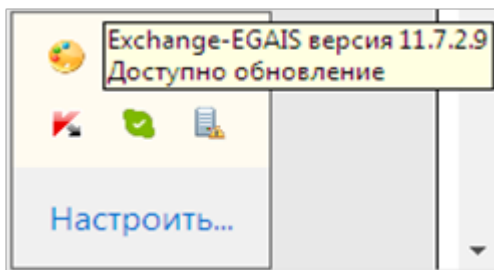 Exchange-EGAIS версия 11.7.2.9
Доступно обновление
Настроить...